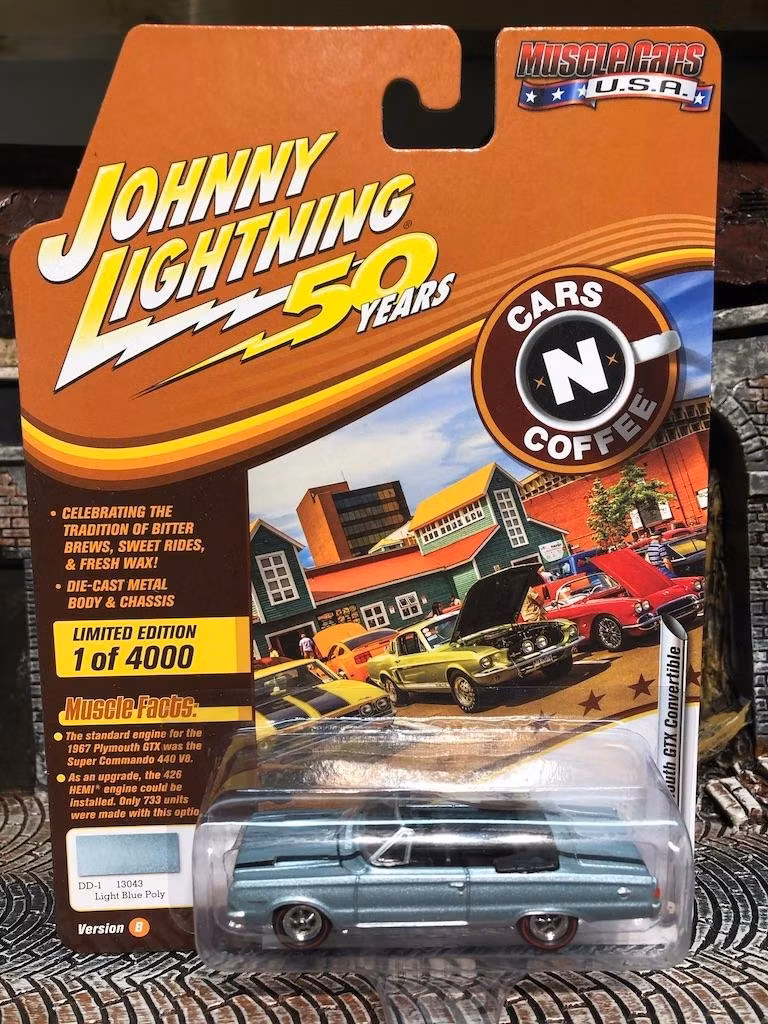 MUSCLE CARS
U.S.A.
JOHNNY
LIGHTNING®
50
YEARS
CARS
N
COFFEE
• CELEBRATING THE
TRADITION OF BITTER
BREWS, SWEET RIDES,
& FRESH WAX!
• DIE-CAST METAL
BODY & CHASSIS
LIMITED EDITION
1 of 4000
Muscle Facts:
• The standard engine for the
1967 Plymouth GTX was the
Super Commando 440 V8.
• As an upgrade, the 426
HEMI® engine could be
installed. Only 733 units
were made with this optio
GTX Convertible
DD-1 13043
Light Blue Poly
Version B